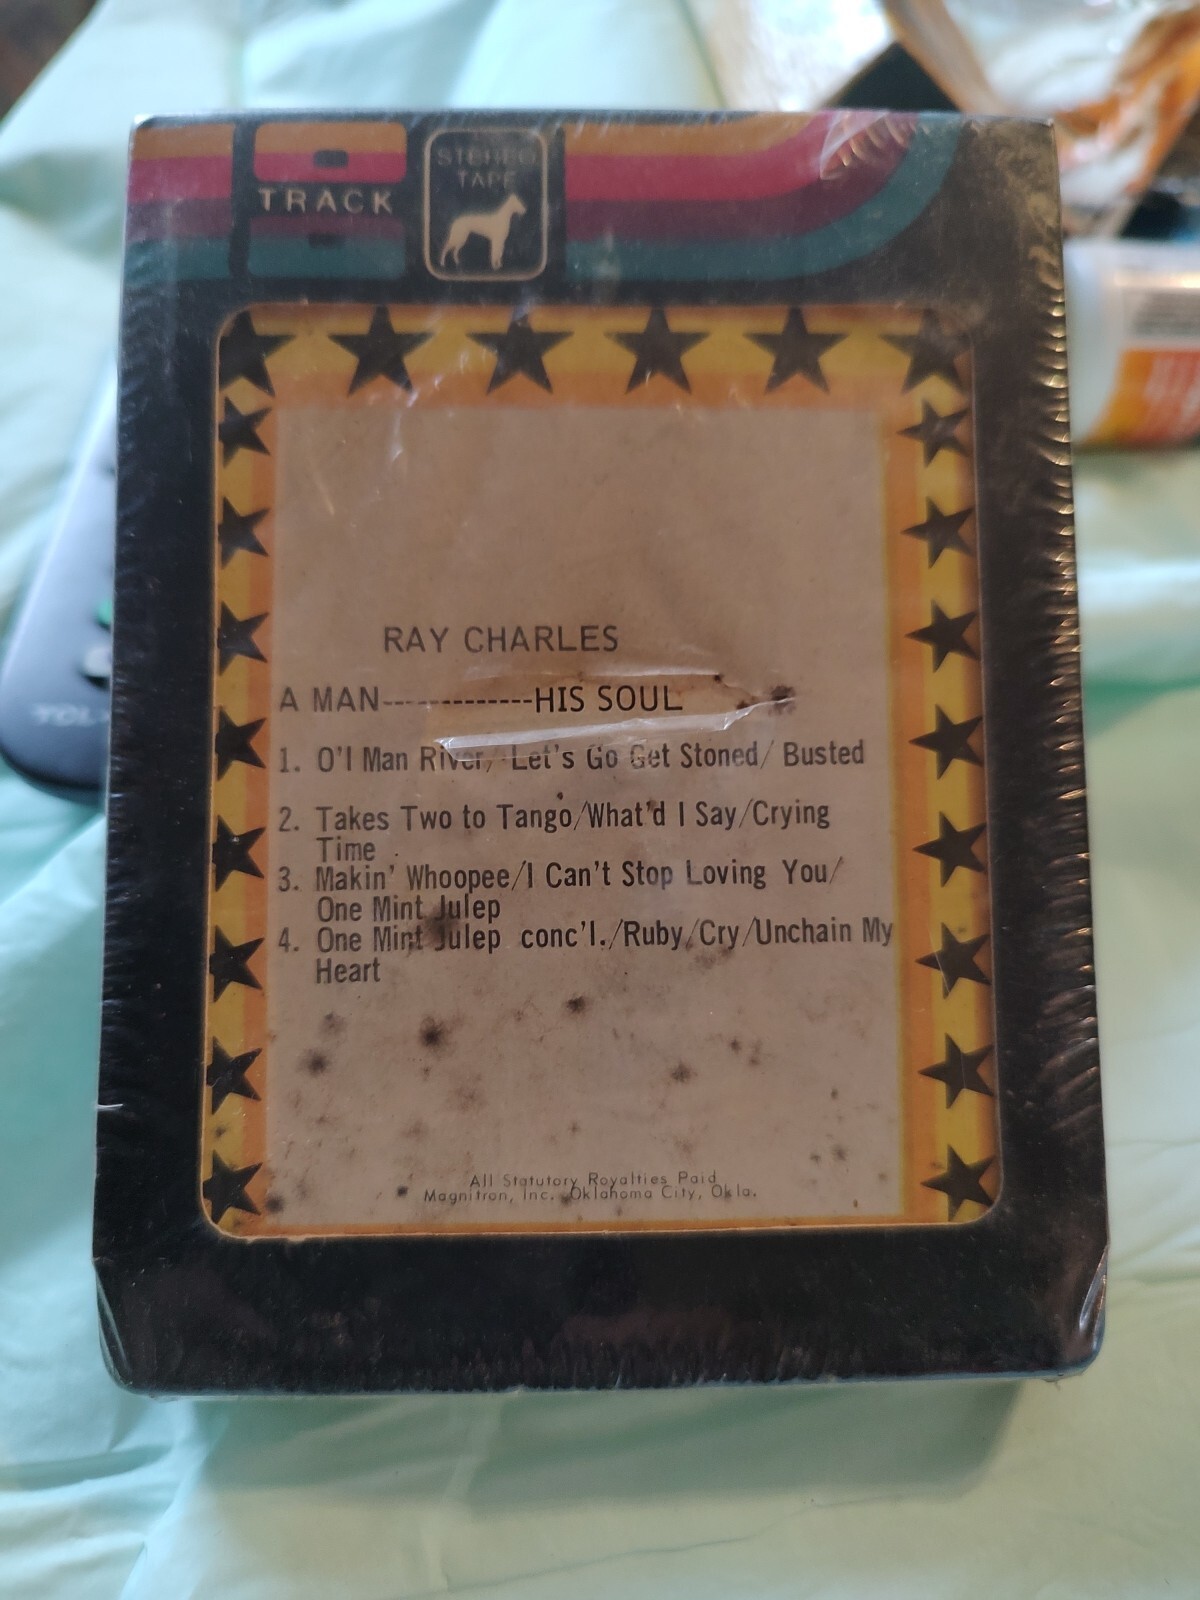 TRACK
STEREO
TAPE
RAY CHARLES
A MAN-------------HIS SOUL
1. O'l Man River/ Let's Go Get Stoned/ Busted
2. Takes Two to Tango/What'd I Say/Crying
Time
3. Makin' Whoopee/I Can't Stop Loving You/
One Mint Julep
4. One Mint Julep conc'l./Ruby/Cry/Unchain My
Heart
All Statutory Royalties Paid
Magnitron, Inc. Oklahoma City, Okla.
TCL